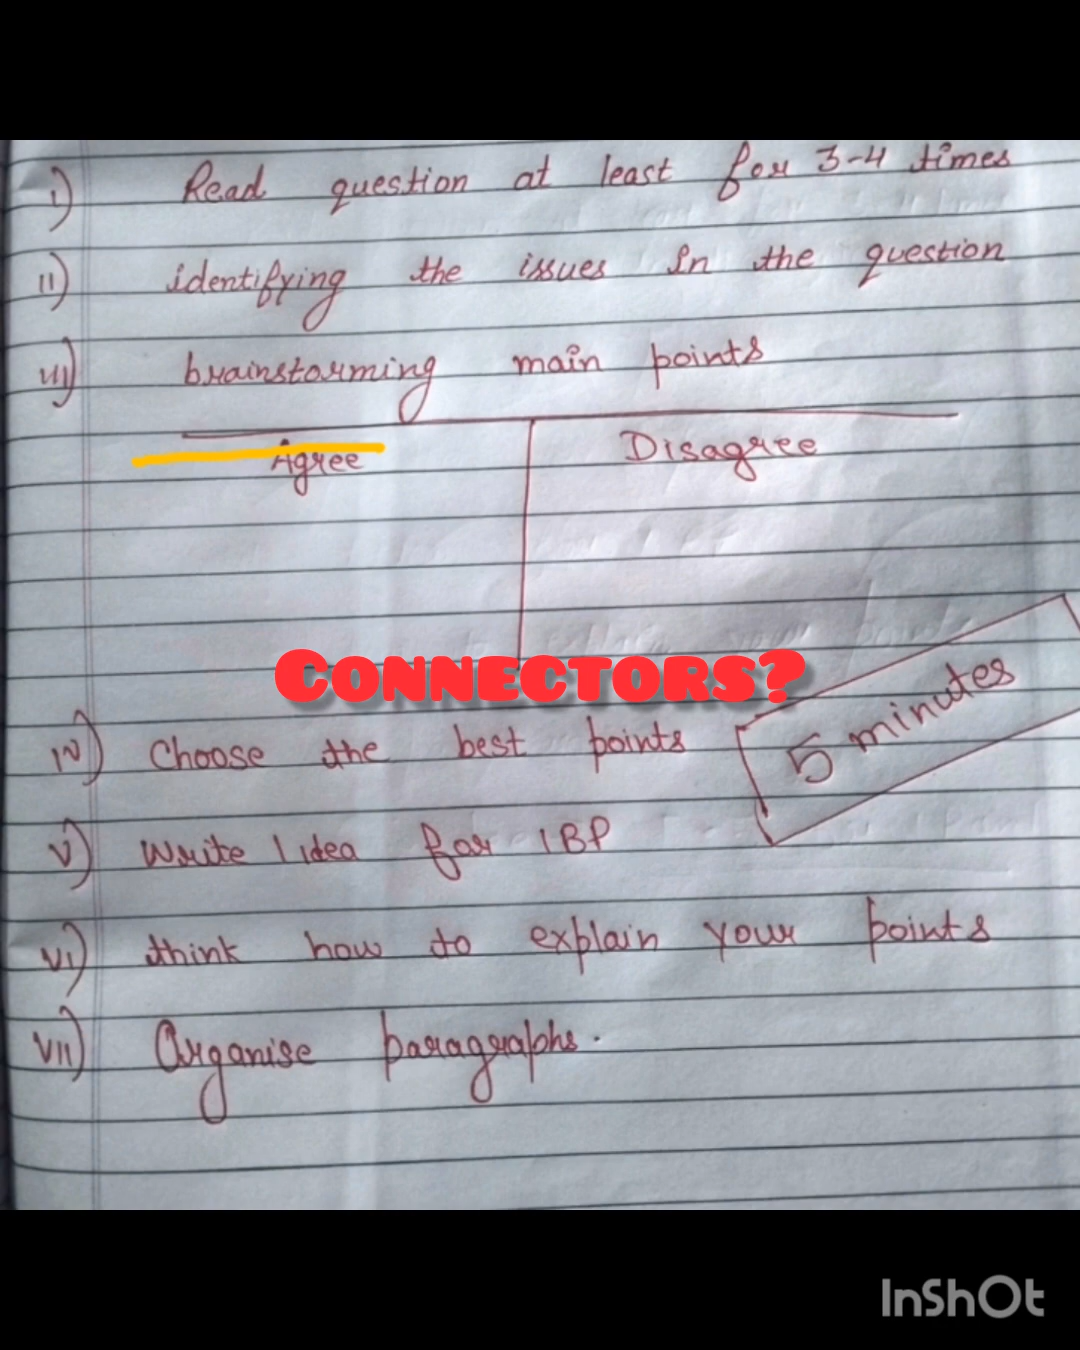 i) Read question at least for 3-4 times
ii) identifying the issues in the question
iii) brainstorming main points
Agree
Disagree
CONNECTORS?
iv) Choose the best points
5 minutes
v) Write 1 idea for 1BP
vi) think how to explain your points
vii) Organise paragraphs.
InShOt